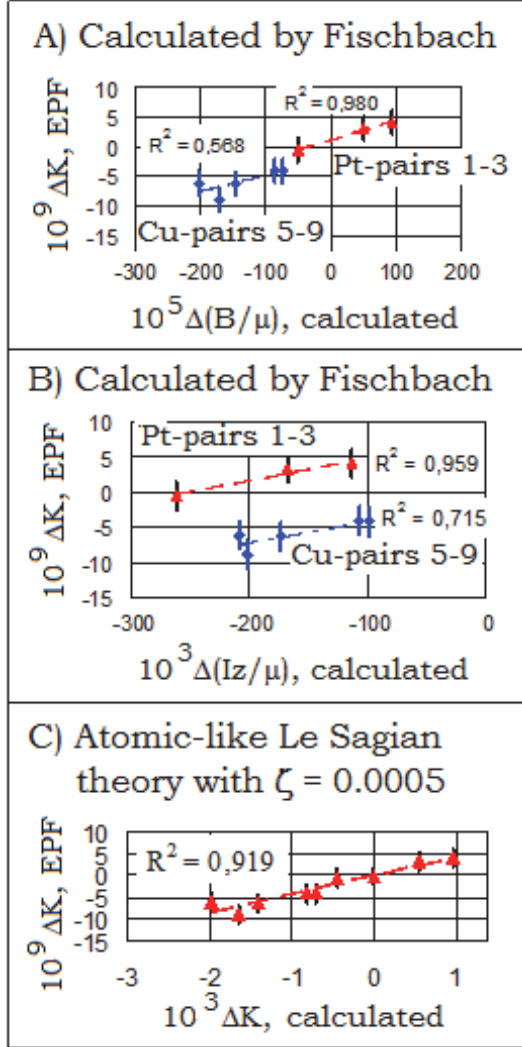 A) Calculated by Fischbach
10⁹ ΔK, EPF
10
5
0
-5
-10
-15
R² = 0,980
R² = 0,568
Pt-pairs 1-3
Cu-pairs 5-9
-300 -200 -100 0 100 200
10⁵ Δ(B/μ), calculated
B) Calculated by Fischbach
10⁹ ΔK, EPF
10
5
0
-5
-10
-15
Pt-pairs 1-3
R² = 0,959
R² = 0,715
Cu-pairs 5-9
-300 -200 -100 0
10³ Δ(Iz/μ), calculated
C) Atomic-like Le Sagian
theory with ζ = 0.0005
10⁹ ΔK, EPF
10
5
0
-5
-10
-15
R² = 0,919
-3 -2 -1 0 1
10³ ΔK, calculated